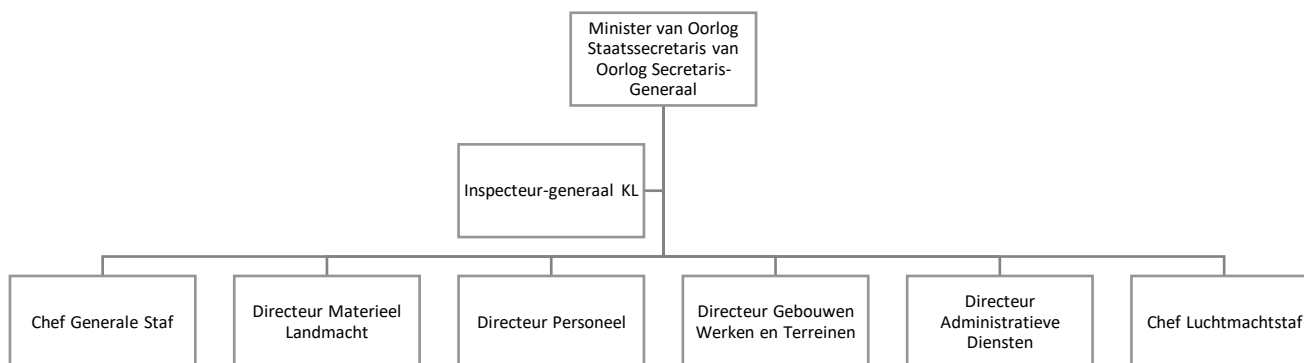 Minister van Oorlog
Staatssecretaris van
Oorlog Secretaris-
Generaal
Inspecteur-generaal KL
Chef Generale Staf
Directeur Materieel
Landmacht
Directeur Personeel
Directeur Gebouwen
Werken en Terreinen
Directeur
Administratieve
Diensten
Chef Luchtmachtstaf